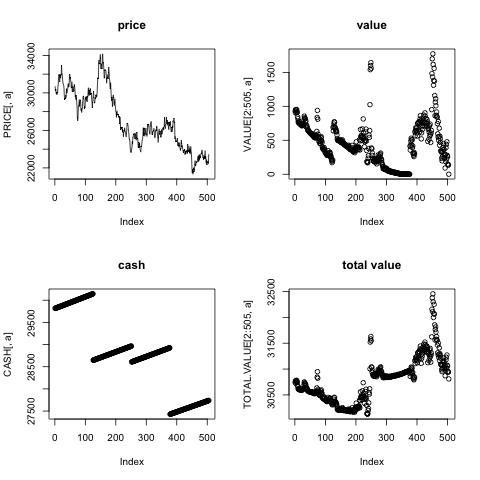 price
PRICE[, a]
22000 26000 30000 34000
0 100 200 300 400 500
Index
value
VALUE[2:505, a]
0 500 1000 1500
0 100 200 300 400 500
Index
cash
CASH[, a]
27500 28500 29500
0 100 200 300 400 500
Index
total value
TOTAL.VALUE[2:505, a]
30500 31500 32500
0 100 200 300 400 500
Index